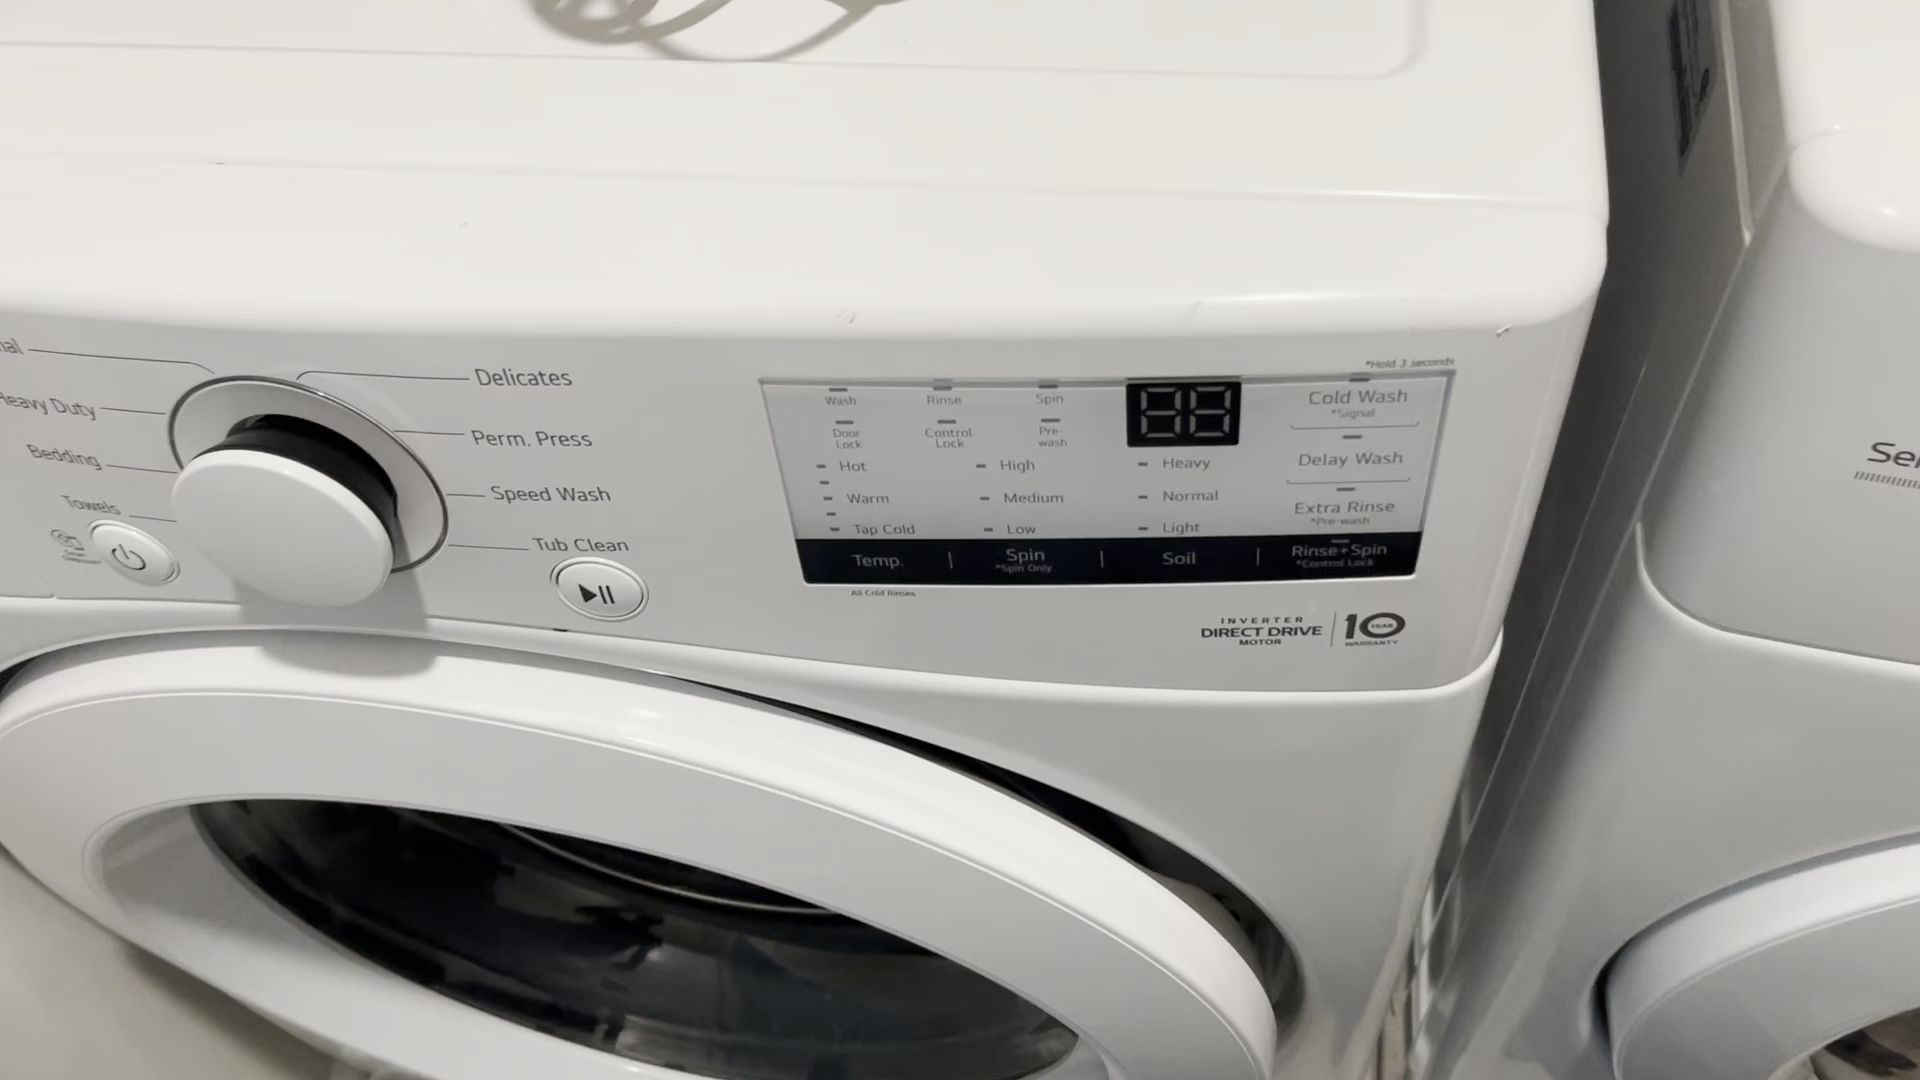 Delicates
Heavy Duty
Perm. Press
Bedding
Speed Wash
Towels
Tub Clean
*Hold 3 seconds
Wash
Rinse
Spin
Cold Wash
*Signal
Door
Lock
Control
Lock
Pre-
wash
Hot
High
Heavy
Delay Wash
Warm
Medium
Normal
Extra Rinse
*Pre-wash
Tap Cold
Low
Light
Temp.
Spin
*Spin Only
Soil
Rinse+Spin
*Control Lock
All Cold Rinses
INVERTER
DIRECT DRIVE
MOTOR
10
YEAR
WARRANTY